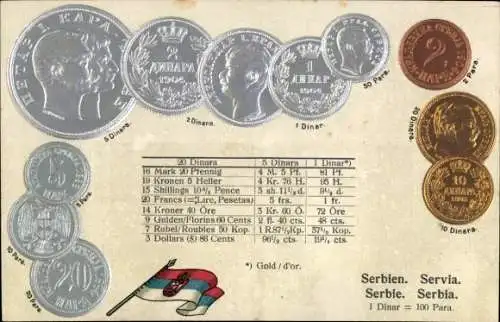 ПЕТАР I КАРА-
2
ДИНАРА
1904
1
ДИНАР
1904
2
ПАРЕ
5
20
10
5 Dinara.
2 Dinara.
1 Dinar.
50 Para.
2 Para.
20 Dinara.
10 Dinara.
5 Para
10 Para.
20 Para.
20 Dinara 5 Dinara 1 Dinar*)
16 Mark 20 Pfennig 4 M. 5 Pf. 81 Pf.
19 Kronen 5 Heller 4 Kr. 76 H. 95 H.
15 Shillings 10¾ Pence 3 sh. 11½ d. 9½ d.
20 Francs (=Lire, Pesetas) 5 frs. 1 fr.
14 Kroner 40 Öre 3 Kr. 60 Ö. 72 Öre
9 Gulden/Florins 60 Cents 2 fl. 40 cts. 48 cts.
7 Rubel/Roubles 50 Kop. 1 R. 87½ Kp. 37½ Kop.
3 Dollars ($) 86 Cents 96½ cts. 19¼ cts.
*) Gold / d'or.
Serbien. Servia.
Serbie. Serbia.
1 Dinar = 100 Para.